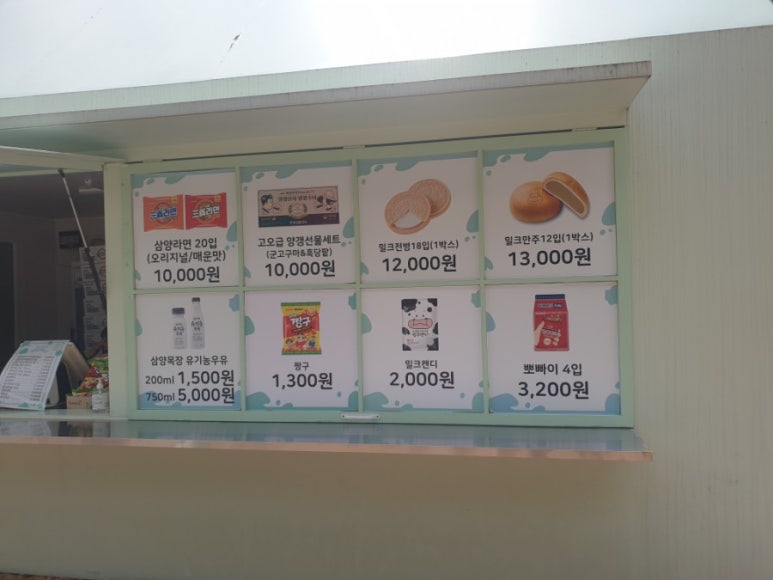 삼양라면 20입
(오리지널/매운맛)
10,000원
고오급 양갱선물세트
(군고구마&흑당팥)
10,000원
밀크전병18입(1박스)
12,000원
밀크만주12입(1박스)
13,000원
삼양목장 유기농우유
200ml 1,500원
750ml 5,000원
짱구
짱구
1,300원
밀크캔디
2,000원
뽀빠이 4입
3,200원